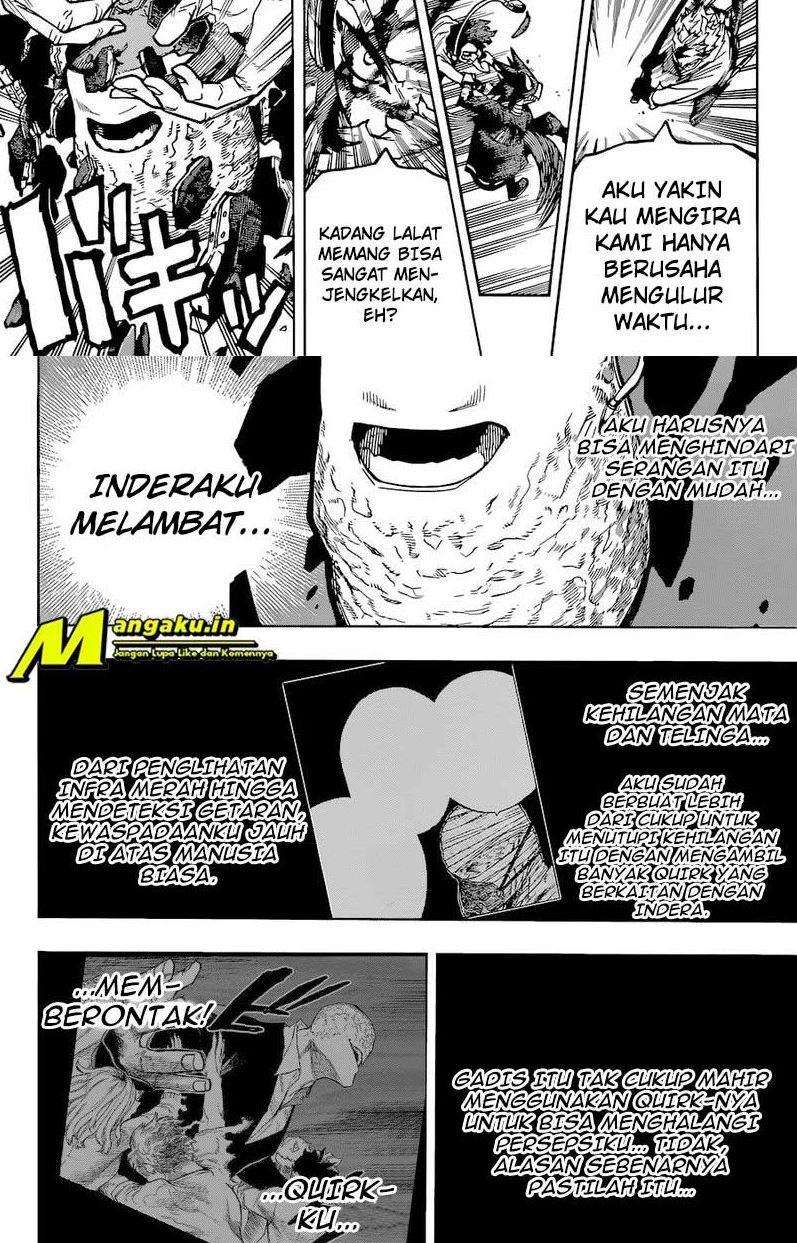 AKU YAKIN
KAU MENGIRA
KAMI HANYA
BERUSAHA
MENGULUR
WAKTU...
KADANG LALAT
MEMANG BISA
SANGAT MEN-
JENGKELKAN,
EH?
ドドキッ
AKU HARUSNYA
BISA MENGHINDARI
SERANGAN ITU
DENGAN MUDAH...
INDERAKU
MELAMBAT...
Mangaku.in
Jangan Lupa Like dan Komennya
SEMENJAK
KEHILANGAN MATA
DAN TELINGA...
AKU SUDAH
BERBUAT LEBIH
DARI CUKUP UNTUK
MENUTUPI KEHILANGAN
ITU DENGAN MENGAMBIL
BANYAK QUIRK YANG
BERKAITAN DENGAN
INDERA.
DARI PENGLIHATAN
INFRA MERAH HINGGA
MENDETEKSI GETARAN,
KEWASPADAANKU JAUH
DI ATAS MANUSIA
BIASA.
GADIS ITU TAK CUKUP MAHIR
MENGGUNAKAN QUIRK-NYA
UNTUK BISA MENGHALANGI
PERSEPSIKU... TIDAK,
ALASAN SEBENARNYA
PASTILAH ITU...
...QUIRK-
KU...
...MEM-
BERONTAK!